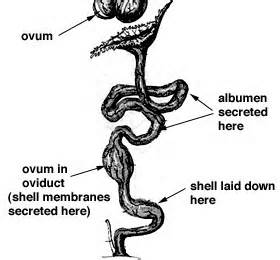 ovum
albumen
secreted
here
ovum in
oviduct
(shell membranes
secreted here)
shell laid down
here